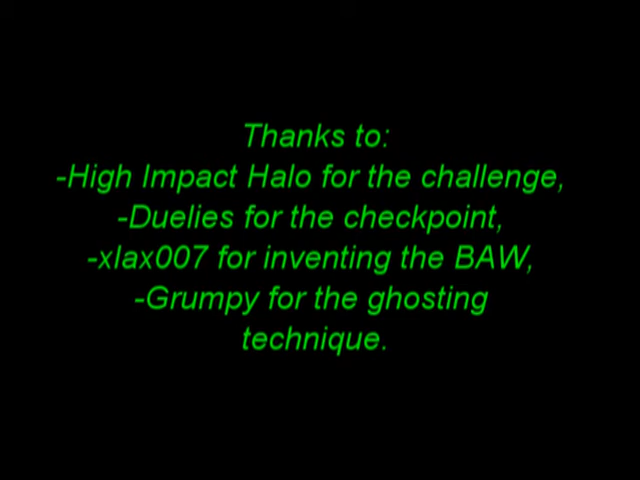 Thanks to:
-High Impact Halo for the challenge,
-Duelies for the checkpoint,
-xlax007 for inventing the BAW,
-Grumpy for the ghosting
technique.